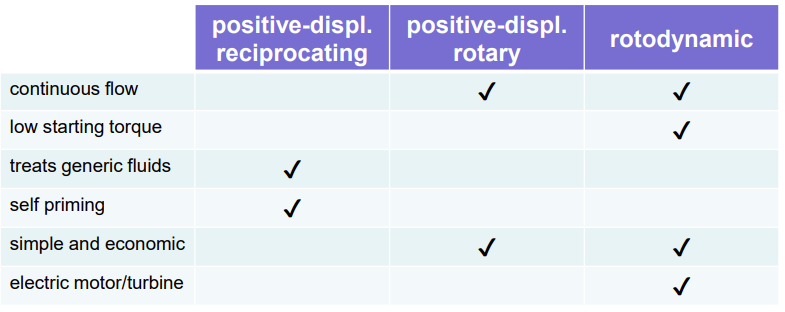 positive-displ. reciprocating
positive-displ. rotary
rotodynamic
continuous flow ✓ ✓
low starting torque ✓
treats generic fluids ✓
self priming ✓
simple and economic ✓ ✓
electric motor/turbine ✓